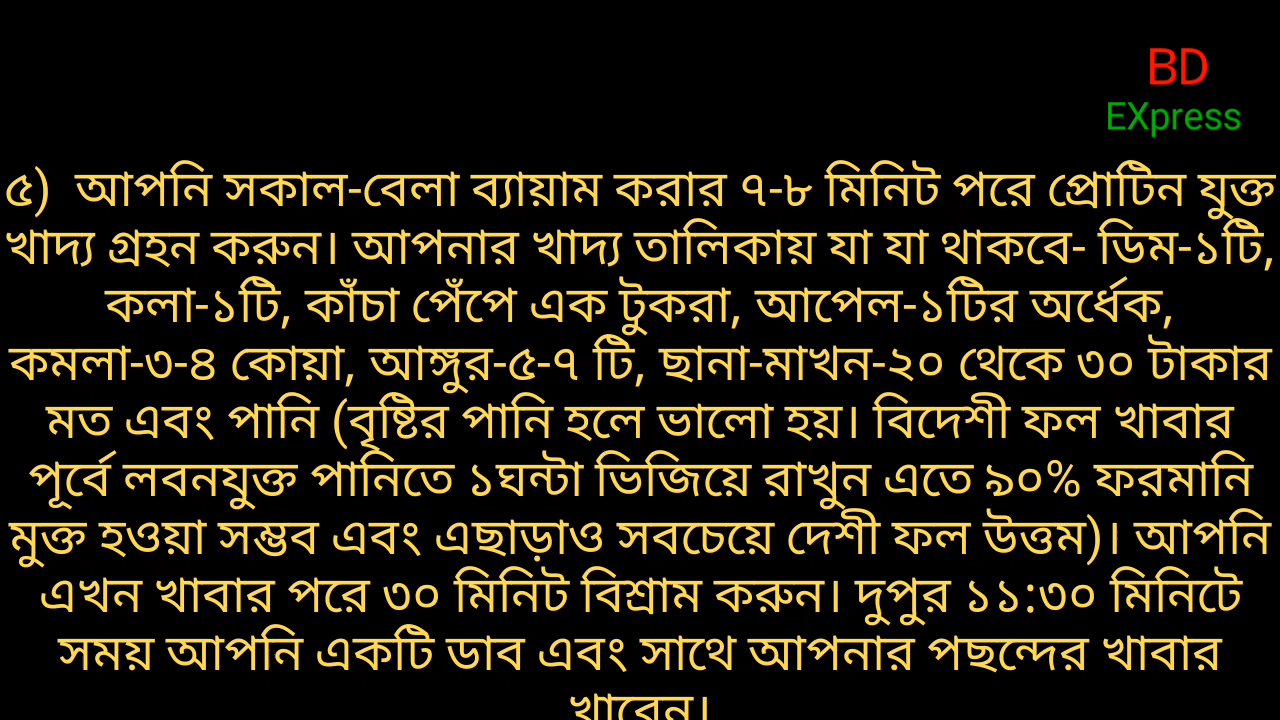 BD
EXpress
৫)  আপনি সকাল-বেলা ব্যায়াম করার ৭-৮ মিনিট পরে প্রোটিন যুক্ত
খাদ্য গ্রহন করুন। আপনার খাদ্য তালিকায় যা যা থাকবে- ডিম-১টি,
কলা-১টি, কাঁচা পেঁপে এক টুকরা, আপেল-১টির অর্ধেক,
কমলা-৩-৪ কোয়া, আঙ্গুর-৫-৭ টি, ছানা-মাখন-২০ থেকে ৩০ টাকার
মত এবং পানি (বৃষ্টির পানি হলে ভালো হয়। বিদেশী ফল খাবার
পূর্বে লবনযুক্ত পানিতে ১ঘন্টা ভিজিয়ে রাখুন এতে ৯০% ফরমানি
মুক্ত হওয়া সম্ভব এবং এছাড়াও সবচেয়ে দেশী ফল উত্তম)। আপনি
এখন খাবার পরে ৩০ মিনিট বিশ্রাম করুন। দুপুর ১১:৩০ মিনিটে
সময় আপনি একটি ডাব এবং সাথে আপনার পছন্দের খাবার
খাবেন।